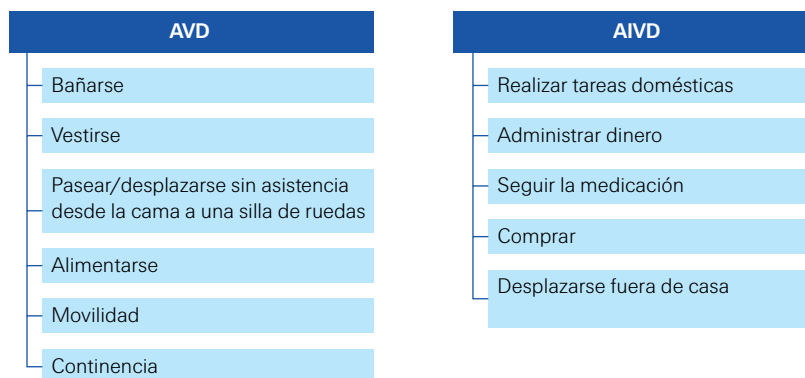 AVD
Bañarse
Vestirse
Pasear/desplazarse sin asistencia
desde la cama a una silla de ruedas
Alimentarse
Movilidad
Continencia
AIVD
Realizar tareas domésticas
Administrar dinero
Seguir la medicación
Comprar
Desplazarse fuera de casa